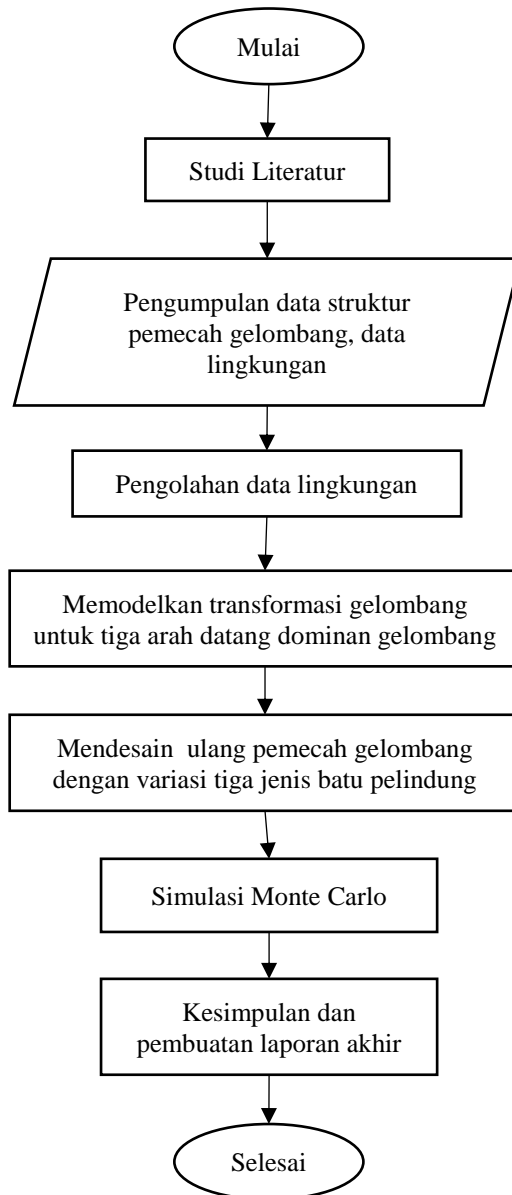 Mulai
Studi Literatur
Pengumpulan data struktur
pemecah gelombang, data
lingkungan
Pengolahan data lingkungan
Memodelkan transformasi gelombang
untuk tiga arah datang dominan gelombang
Mendesain ulang pemecah gelombang
dengan variasi tiga jenis batu pelindung
Simulasi Monte Carlo
Kesimpulan dan
pembuatan laporan akhir
Selesai